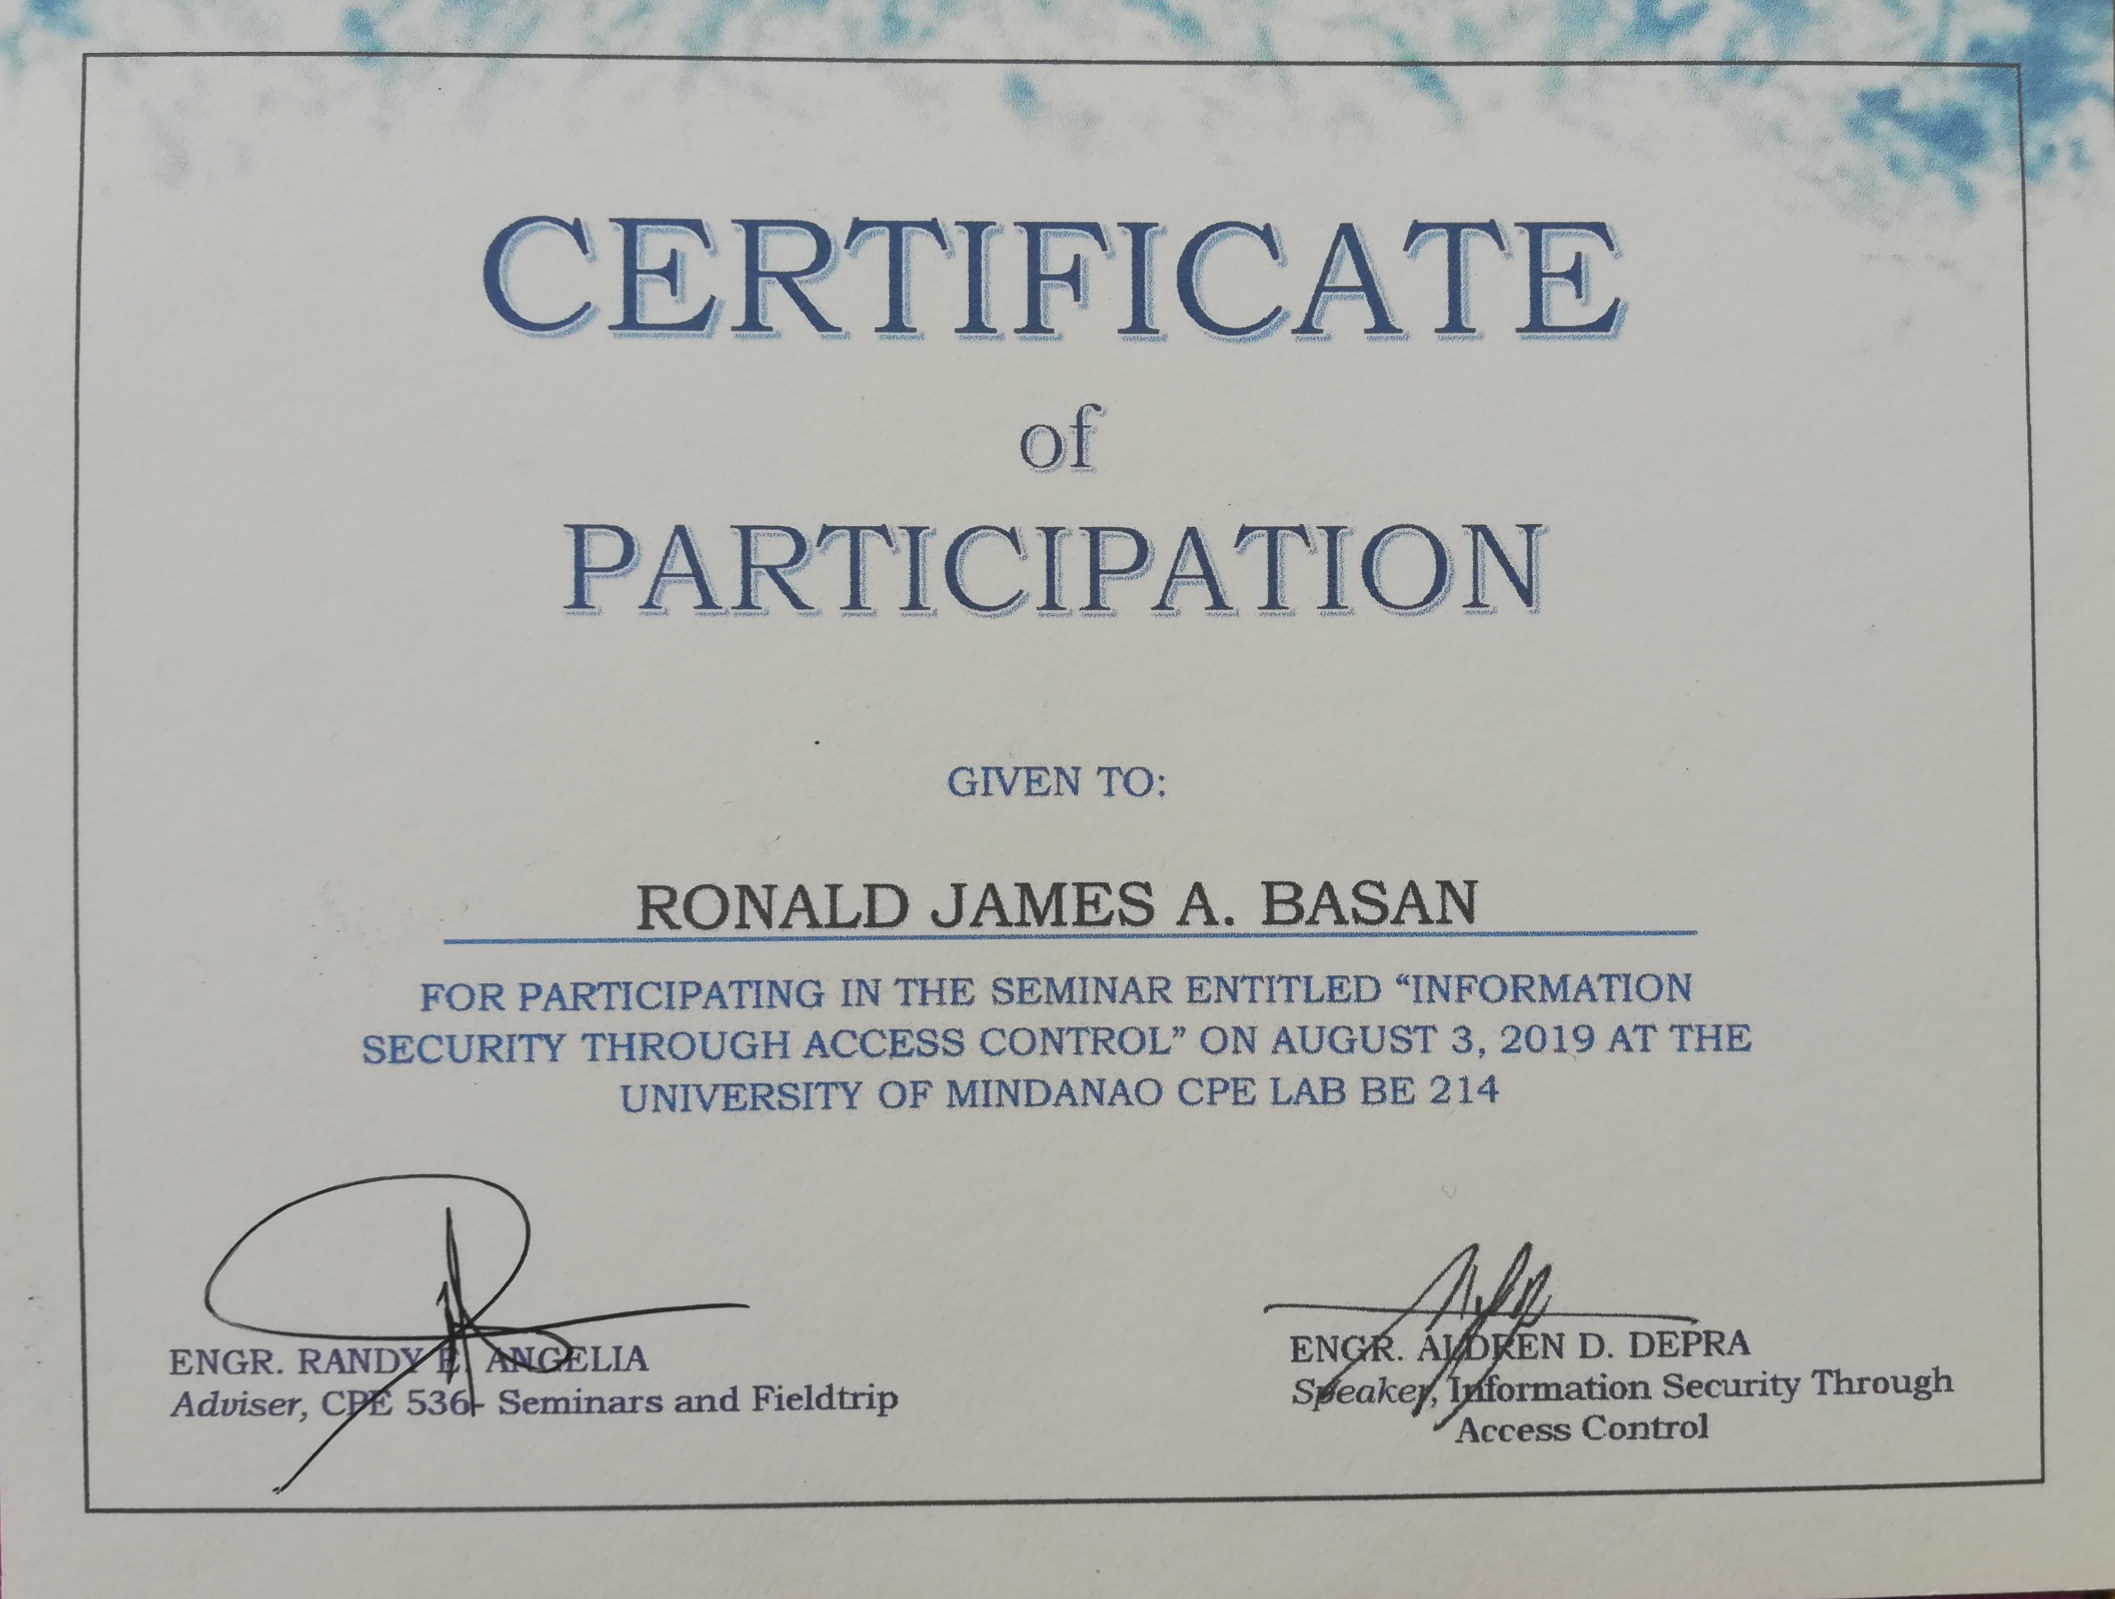 CERTIFICATE
of
PARTICIPATION
GIVEN TO:
RONALD JAMES A. BASAN
FOR PARTICIPATING IN THE SEMINAR ENTITLED “INFORMATION
SECURITY THROUGH ACCESS CONTROL” ON AUGUST 3, 2019 AT THE
UNIVERSITY OF MINDANAO CPE LAB BE 214
ENGR. RANDY E. ANGELIA
Adviser, CPE 536- Seminars and Fieldtrip
ENGR. ALDREN D. DEPRA
Speaker, Information Security Through
Access Control